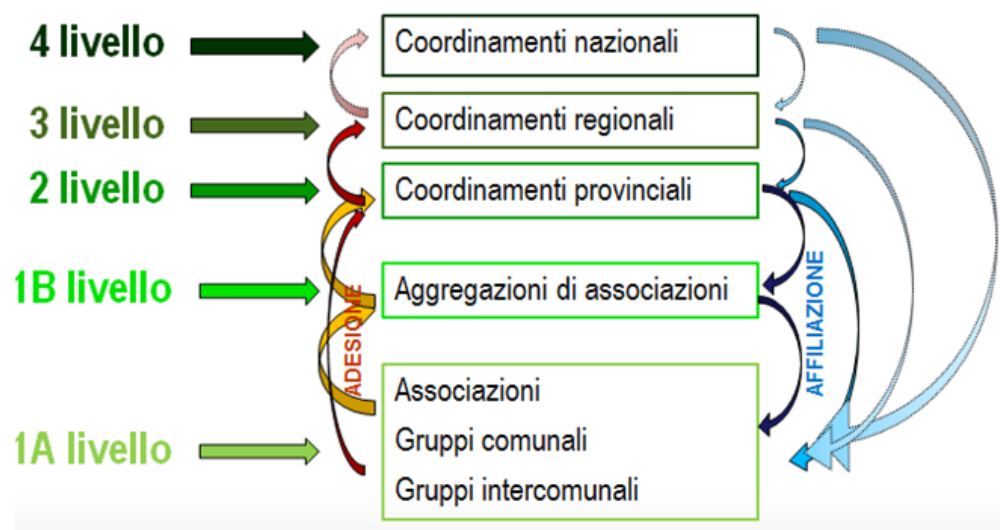 4 livello
Coordinamenti nazionali
3 livello
Coordinamenti regionali
2 livello
Coordinamenti provinciali
1B livello
Aggregazioni di associazioni
ADESIONE
AFFILIAZIONE
1A livello
Associazioni
Gruppi comunali
Gruppi intercomunali